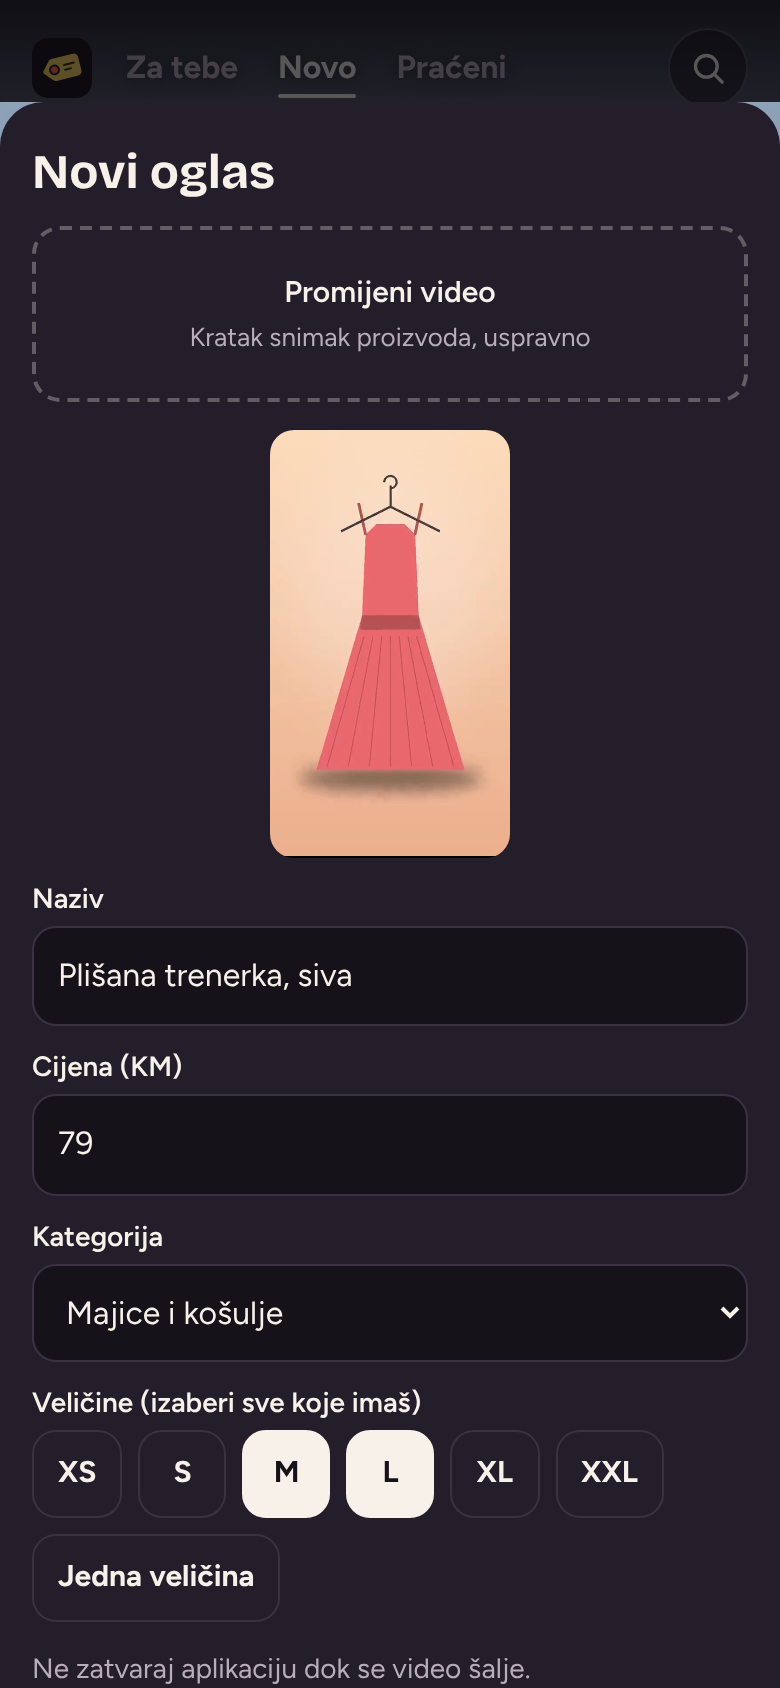 Za tebe Novo Praćeni
Novi oglas
Promijeni video
Kratak snimak proizvoda, uspravno
Naziv
Plišana trenerka, siva
Cijena (KM)
79
Kategorija
Majice i košulje
Veličine (izaberi sve koje imaš)
XS S M L XL XXL
Jedna veličina
Ne zatvaraj aplikaciju dok se video šalje.